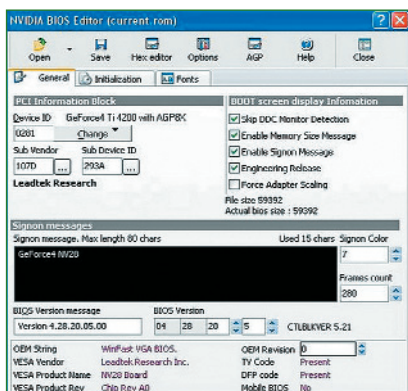 NVIDIA BIOS Editor (current rom)
Open Save Hex editor Options AGP Help Close
General Initialization Fonts
PCI Information Block
Device ID GeForce4 Ti 4200 with AGP8X
0281 Change
Sub Vendor Sub Device ID
107D ... 293A ...
Leadtek Research
BOOT screen display Infomation
Skip DDC Monitor Detection
Enable Memory Size Message
Enable Signon Message
Engineering Release
Force Adapter Scaling
File size 59392
Actual bios size : 59392
Signon messages
Signon message. Max length 80 chars Used 15 chars Signon Color
GeForce4 NV28 7
Frames count
280
BIOS Version message BIOS Version
Version 4.28.20.05.00 04 28 20 5 CTLBLKVER 5.21
OEM String WinFast VGA BIOS. OEM Revision 0
VESA Vendor Leadtek Research Inc. TV Code Present
VESA Product Name NV28 Board DFP code Present
VESA Product Rev Chip Rev A0 Mobile BIOS No